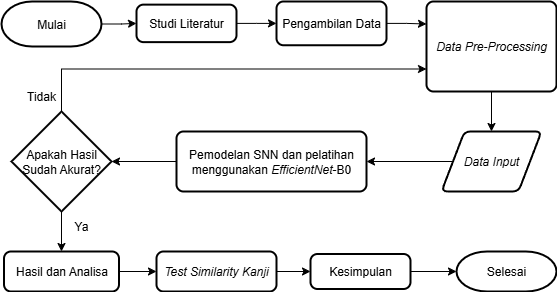 Mulai
Studi Literatur
Pengambilan Data
Data Pre-Processing
Tidak
Apakah Hasil
Sudah Akurat?
Pemodelan SNN dan pelatihan
menggunakan EfficientNet-B0
Data Input
Ya
Hasil dan Analisa
Test Similarity Kanji
Kesimpulan
Selesai